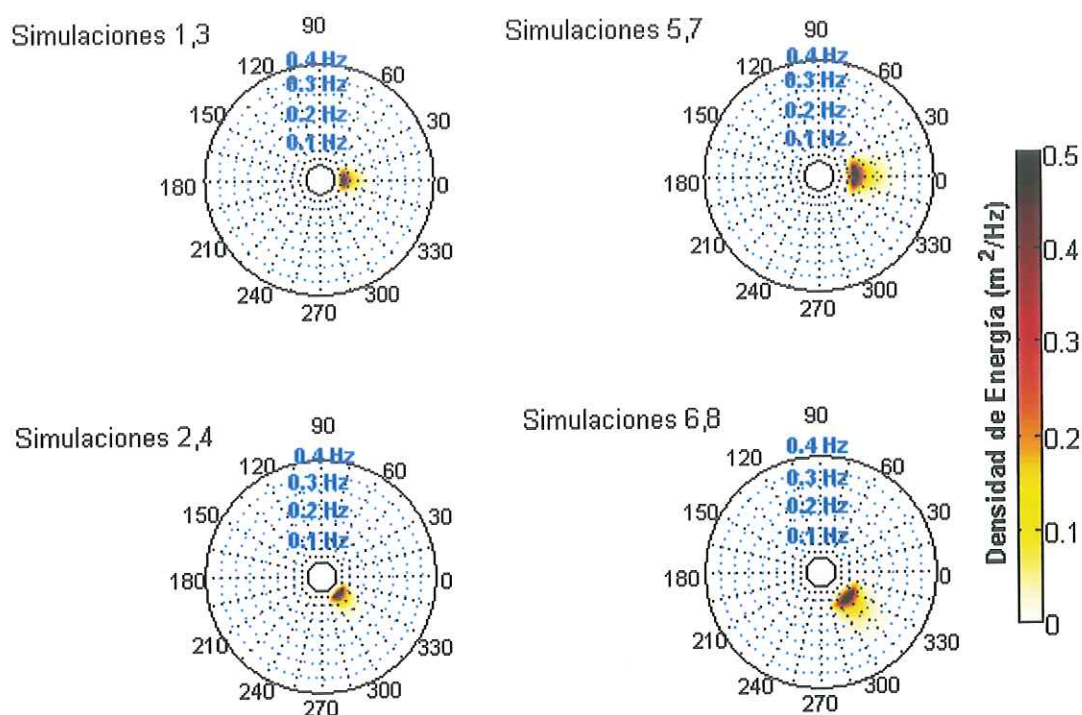 Simulaciones 1,3
90
120
60
0.4 Hz
0.3 Hz
0.2 Hz
0.1 Hz
150
30
180
0
210
330
240
300
270
Simulaciones 5,7
90
120
60
0.4 Hz
0.3 Hz
0.2 Hz
0.1 Hz
150
30
180
0
210
330
240
300
270
Simulaciones 2,4
90
120
60
0.4 Hz
0.3 Hz
0.2 Hz
0.1 Hz
150
30
180
0
210
330
240
300
270
Simulaciones 6,8
90
120
60
0.4 Hz
0.3 Hz
0.2 Hz
0.1 Hz
150
30
180
0
210
330
240
300
270
Densidad de Energía (m²/Hz)
0.5
0.4
0.3
0.2
0.1
0